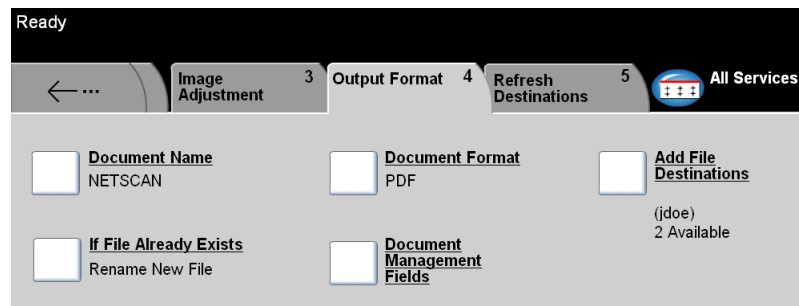 Ready
← ...
Image Adjustment 3
Output Format 4
Refresh Destinations 5
All Services
Document Name
NETSCAN
Document Format
PDF
Add File
Destinations
(jdoe)
2 Available
If File Already Exists
Rename New File
Document
Management
Fields